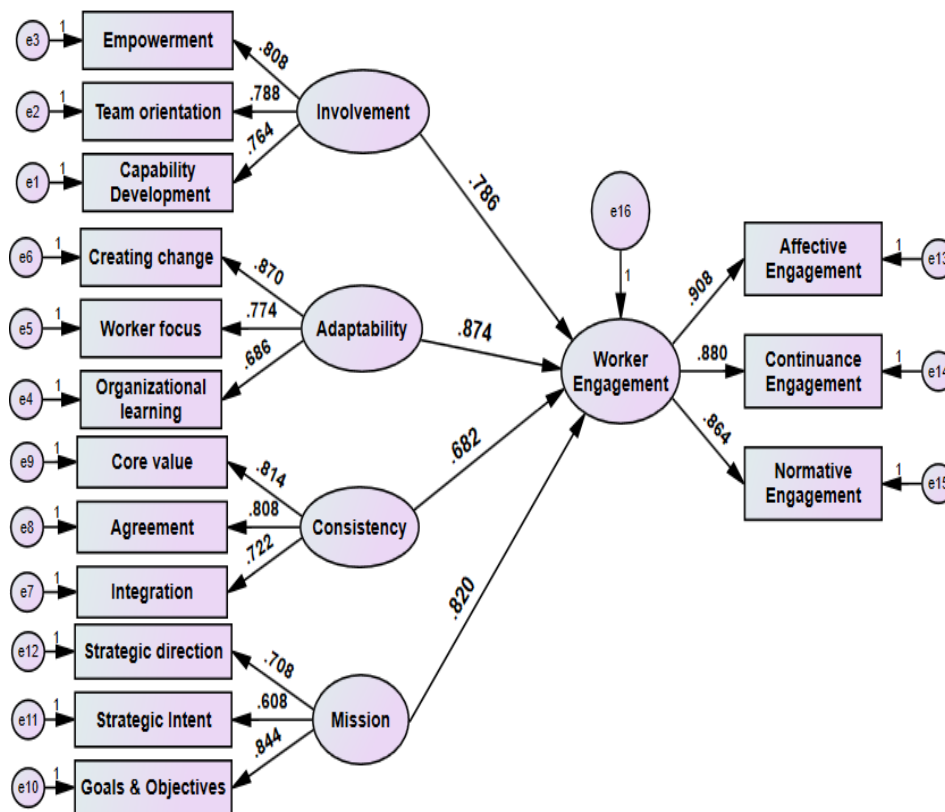 e3
1
Empowerment
.808
e2
1
Team orientation
.788
Involvement
e1
1
Capability
Development
.764
.786
e16
1
e6
1
Creating change
.870
e5
1
Worker focus
.774
Adaptability
.874
e4
1
Organizational
learning
.686
Worker
Engagement
.908
Affective
Engagement
1
e13
.880
Continuance
Engagement
1
e14
.864
Normative
Engagement
1
e15
e9
1
Core value
.814
e8
1
Agreement
.808
Consistency
.682
e7
1
Integration
.722
e12
1
Strategic direction
.708
e11
1
Strategic Intent
.608
Mission
.820
e10
1
Goals & Objectives
.844